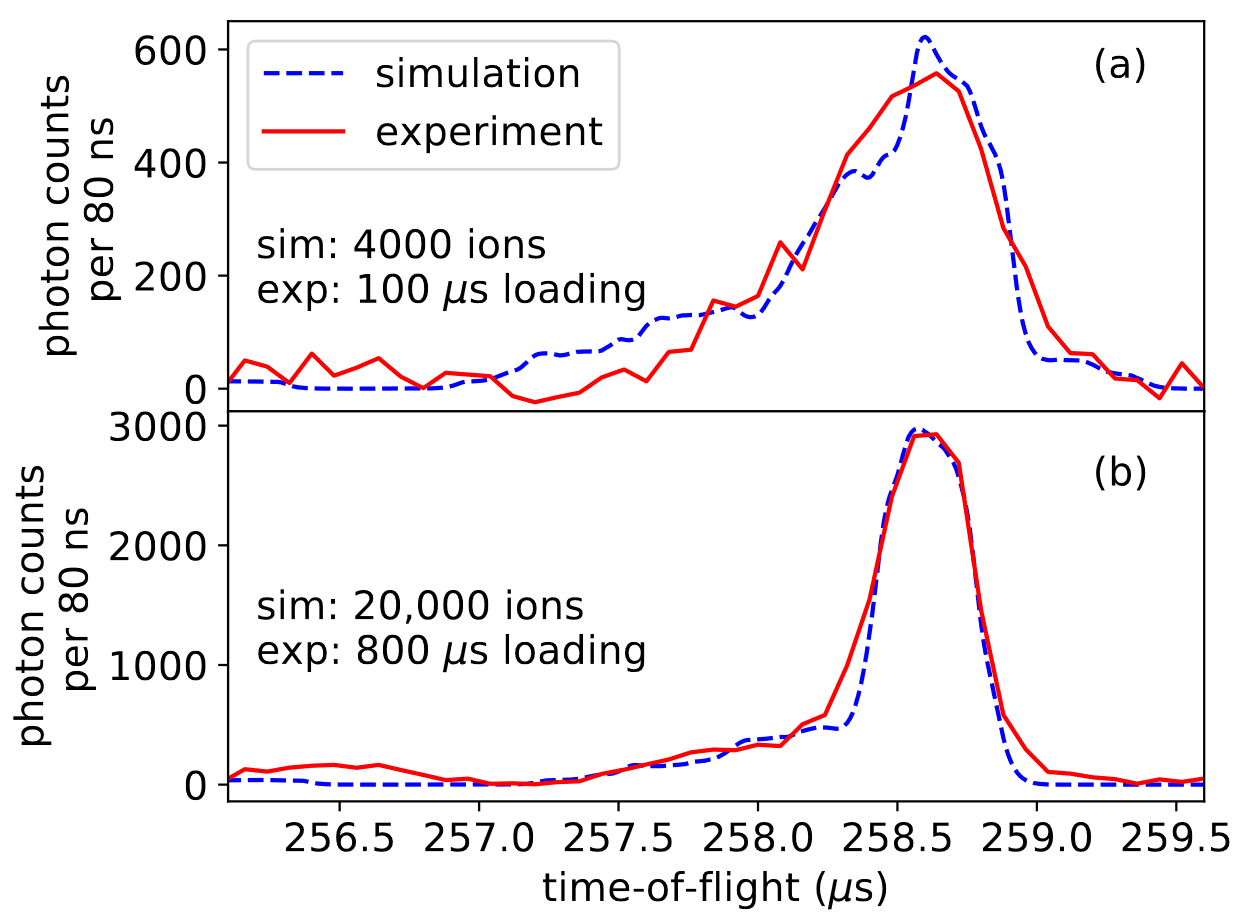 photon counts
per 80 ns
600
400
200
0
simulation
experiment
(a)
sim: 4000 ions
exp: 100 μs loading
photon counts
per 80 ns
3000
2000
1000
0
(b)
sim: 20,000 ions
exp: 800 μs loading
256.5 257.0 257.5 258.0 258.5 259.0 259.5
time-of-flight (μs)